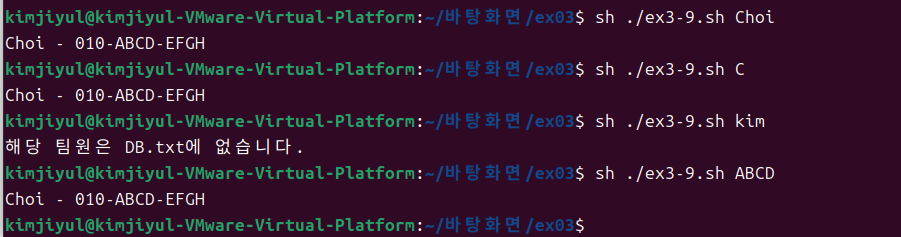 kimjiyul@kimjiyul-VMware-Virtual-Platform:~/바탕화면/ex03$ sh ./ex3-9.sh Choi
Choi - 010-ABCD-EFGH
kimjiyul@kimjiyul-VMware-Virtual-Platform:~/바탕화면/ex03$ sh ./ex3-9.sh C
Choi - 010-ABCD-EFGH
kimjiyul@kimjiyul-VMware-Virtual-Platform:~/바탕화면/ex03$ sh ./ex3-9.sh kim
해당 팀원은 DB.txt에 없습니다.
kimjiyul@kimjiyul-VMware-Virtual-Platform:~/바탕화면/ex03$ sh ./ex3-9.sh ABCD
Choi - 010-ABCD-EFGH
kimjiyul@kimjiyul-VMware-Virtual-Platform:~/바탕화면/ex03$